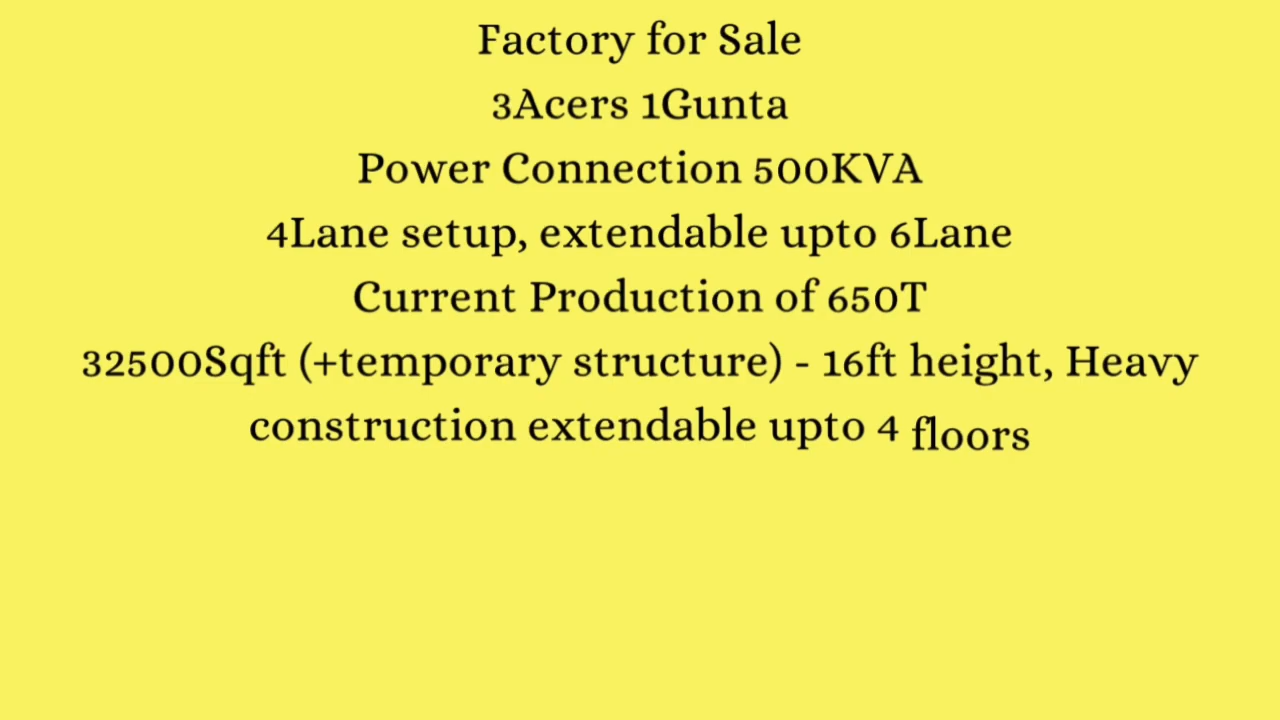 Factory for Sale
3Acers 1Gunta
Power Connection 500KVA
4Lane setup, extendable upto 6Lane
Current Production of 650T
32500Sqft (+temporary structure) - 16ft height, Heavy
construction extendable upto 4 floors